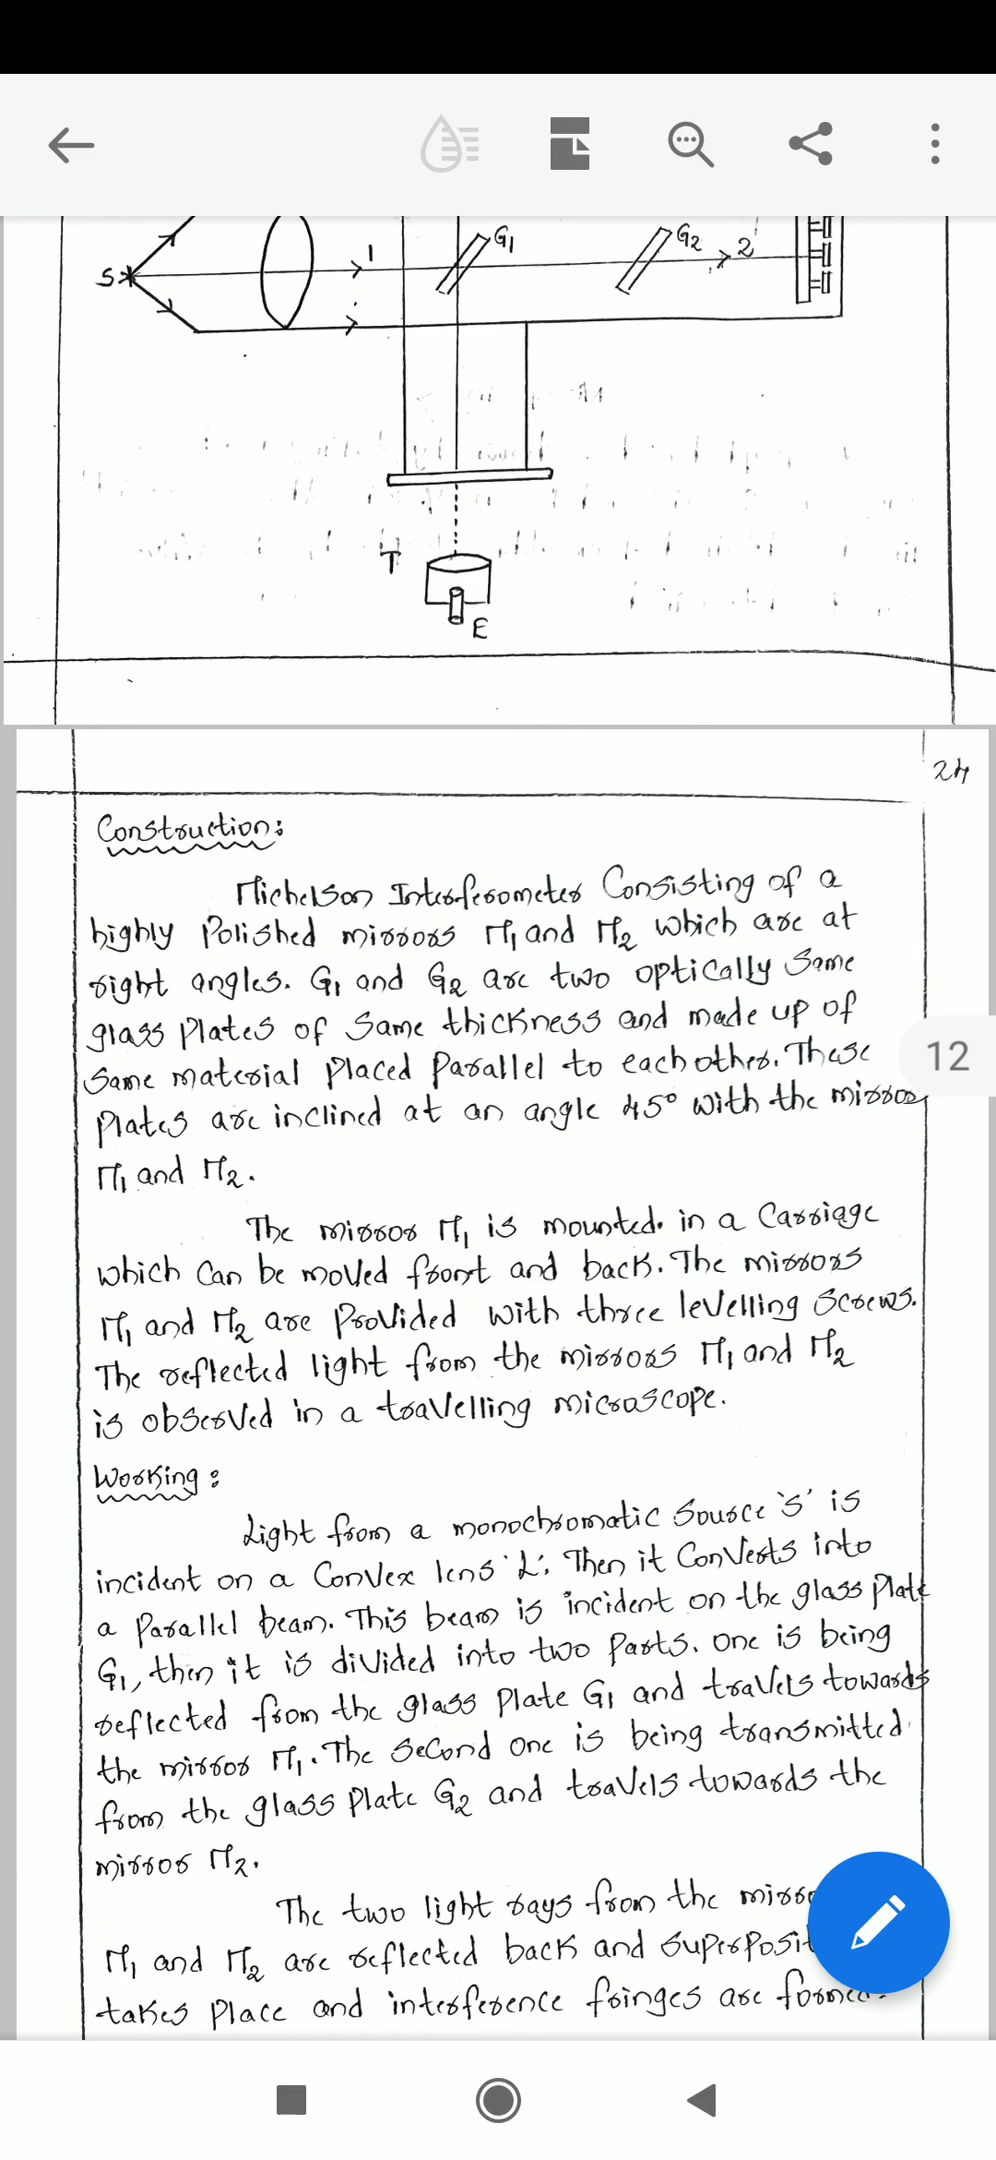 S
1
G1
G2
2
T
E
24
Construction:
Michelson Interferometer Consisting of a
highly Polished mirrors M1 and M2 which are at
right angles. G1 and G2 are two optically Same
glass Plates of Same thickness and made up of
Same material Placed Parallel to each other. These
12
Plates are inclined at an angle 45° with the mirror
M1 and M2.
The mirror M1 is mounted in a Carriage
which Can be moved front and back. The mirrors
M1 and M2 are Provided with three levelling Screws.
The reflected light from the mirrors M1 and M2
is observed in a travelling microscope.
Working:
Light from a monochromatic Source 'S' is
incident on a Convex lens 'L'. Then it Converts into
a Parallel beam. This beam is incident on the glass Plate
G1, then it is divided into two Parts. one is being
reflected from the glass Plate G1 and travels towards
the mirror M1. The Second one is being transmitted
from the glass Plate G2 and travels towards the
mirror M2.
The two light rays from the
M1 and M2 are reflected back and
takes Place and interference fringes are formed.